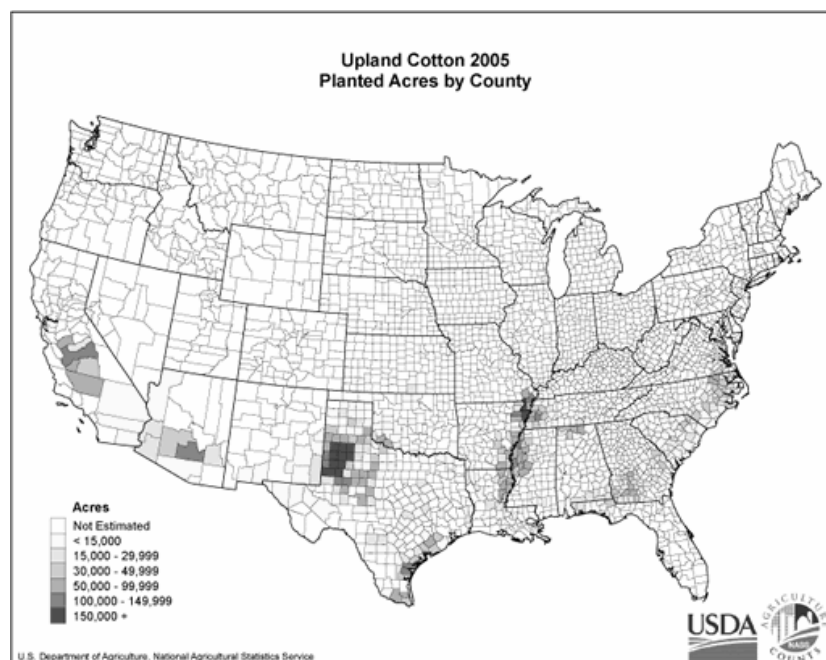 Upland Cotton 2005
Planted Acres by County
Acres
Not Estimated
< 15,000
15,000 - 29,999
30,000 - 49,999
50,000 - 99,999
100,000 - 149,999
150,000 +
USDA
AGRICULTURE
NASS
COUNTS
U.S. Department of Agriculture, National Agricultural Statistics Service